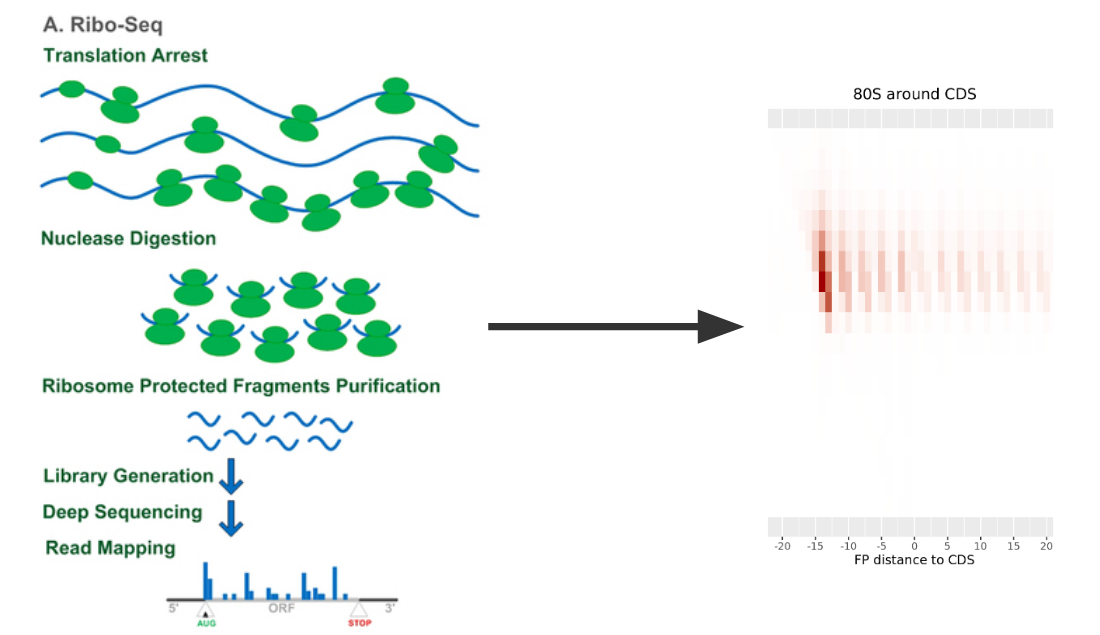 A. Ribo-Seq
Translation Arrest
Nuclease Digestion
Ribosome Protected Fragments Purification
Library Generation
Deep Sequencing
Read Mapping
5' ORF 3'
AUG STOP
80S around CDS
-20 -15 -10 -5 0 5 10 15 20
FP distance to CDS